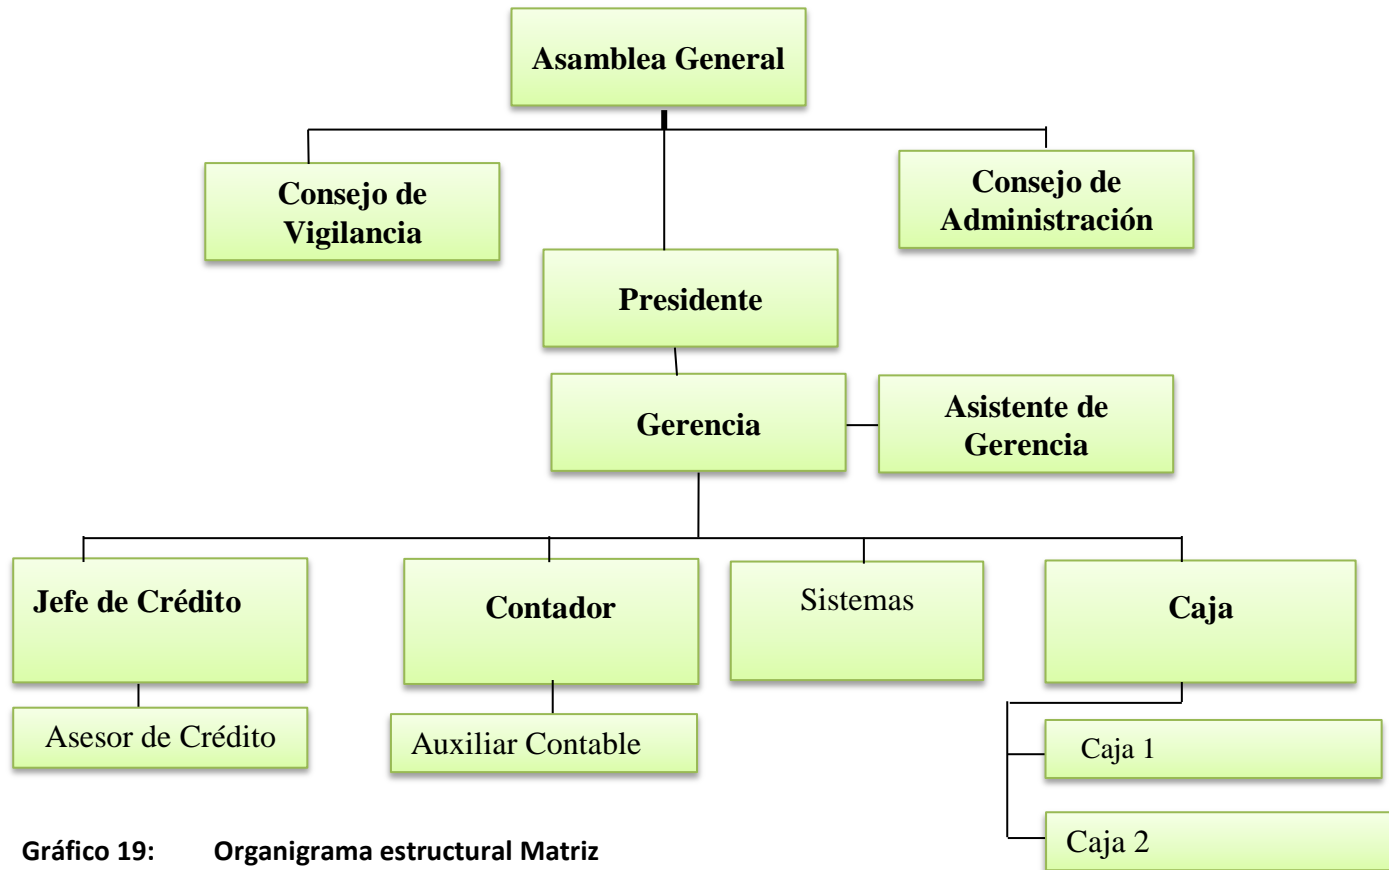 Asamblea General
Consejo de
Vigilancia
Consejo de
Administración
Presidente
Gerencia
Asistente de
Gerencia
Jefe de Crédito
Contador
Sistemas
Caja
Asesor de Crédito
Auxiliar Contable
Caja 1
Caja 2
Gráfico 19: Organigrama estructural Matriz